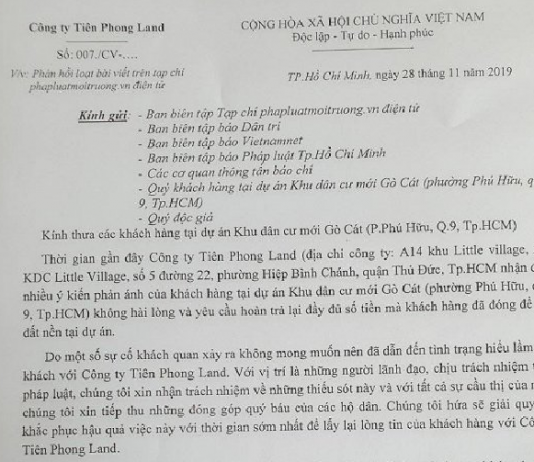 Công ty Tiên Phong Land
CỘNG HÒA XÃ HỘI CHỦ NGHĨA VIỆT NAM
Độc lập - Tự do - Hạnh phúc
Số: 007./CV-....
V/v: Phản hồi loạt bài viết trên tạp chí
phapluatmoitruong.vn điện tử
TP.Hồ Chí Minh, ngày 28 tháng 11 năm 2019
Kính gửi: - Ban biên tập Tạp chí phapluatmoitruong.vn điện tử
- Ban biên tập báo Dân trí
- Ban biên tập báo Vietnamnet
- Ban biên tập báo Pháp luật Tp.Hồ Chí Minh
- Các cơ quan thông tấn báo chí
- Quý khách hàng tại dự án Khu dân cư mới Gò Cát (phường Phú Hữu, q
9, Tp.HCM)
- Quý độc giả
Kính thưa các khách hàng tại dự án Khu dân cư mới Gò Cát (P.Phú Hữu, Q.9, Tp.HCM)
Thời gian gần đây Công ty Tiên Phong Land (địa chỉ công ty: A14 khu Little village,
KDC Little Village, số 5 đường 22, phường Hiệp Bình Chánh, quận Thủ Đức, Tp.HCM nhận
nhiều ý kiến phản ánh của khách hàng tại dự án Khu dân cư mới Gò Cát (phường Phú Hữu,
9, Tp.HCM) không hài lòng và yêu cầu hoàn trả lại đầy đủ số tiền mà khách hàng đã đóng để
đất nền tại dự án.
Do một số sự cố khách quan xảy ra không mong muốn nên đã dẫn đến tình trạng hiểu lầm
khách với Công ty Tiên Phong Land. Với vị trí là những người lãnh đạo, chịu trách nhiệm
pháp luật, chúng tôi xin nhận trách nhiệm về những thiếu sót này và với tất cả sự cầu thị của
chúng tôi xin tiếp thu những đóng góp quý báu của các hộ dân. Chúng tôi hứa sẽ giải quy
khắc phục hậu quả việc này với thời gian sớm nhất để lấy lại lòng tin của khách hàng với Cô
Tiên Phong Land.